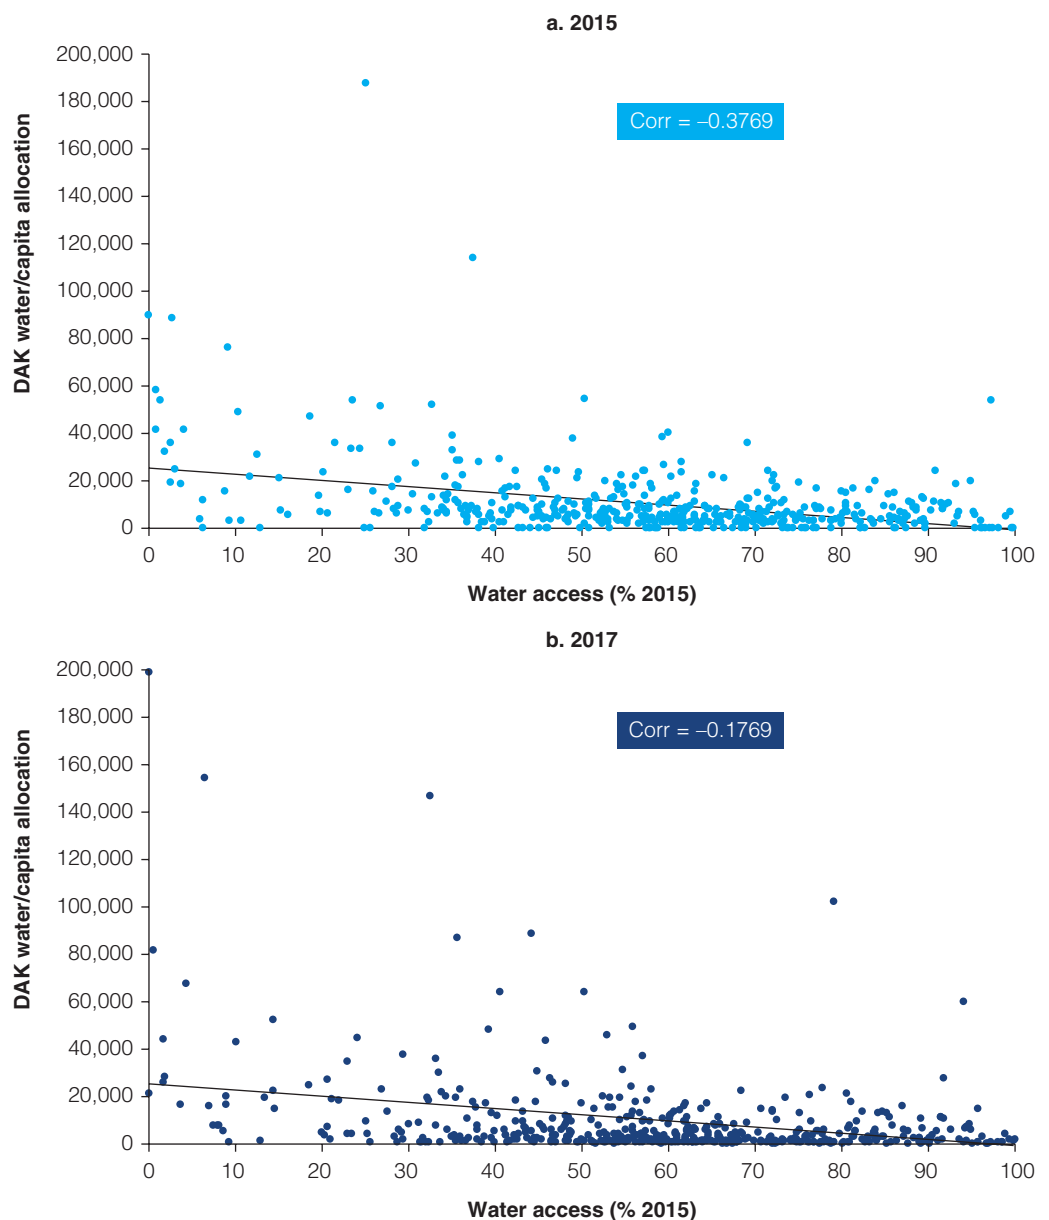 a. 2015
200,000
180,000
160,000
140,000
120,000
100,000
80,000
60,000
40,000
20,000
0
DAK water/capita allocation
Corr = –0.3769
0 10 20 30 40 50 60 70 80 90 100
Water access (% 2015)
b. 2017
200,000
180,000
160,000
140,000
120,000
100,000
80,000
60,000
40,000
20,000
0
DAK water/capita allocation
Corr = –0.1769
0 10 20 30 40 50 60 70 80 90 100
Water access (% 2015)